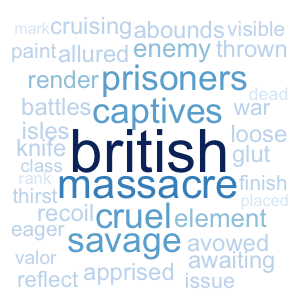 mark cruising abounds visible
paint allured enemy thrown
render prisoners dead
battles captives war
isles loose
knife british glut
class
rank massacre finish
thirst placed
recoil cruel element
eager savage avowed
valor awaiting
reflect apprised issue